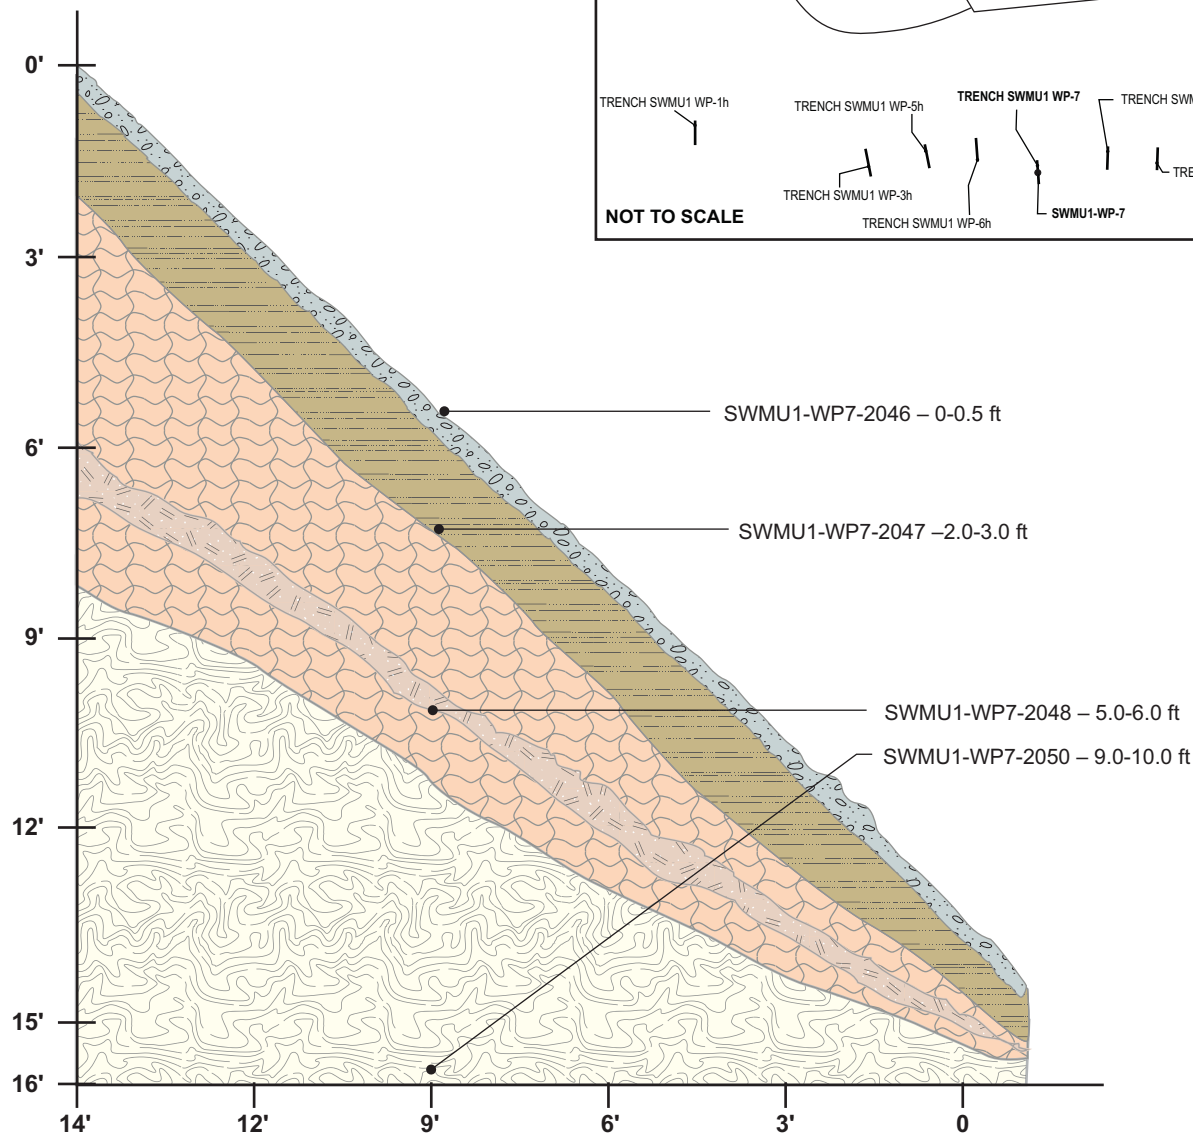 0'
3'
6'
9'
12'
15'
16'
14'
12'
9'
6'
3'
0
TRENCH SWMU1 WP-1h
TRENCH SWMU1 WP-5h
TRENCH SWMU1 WP-7
TRENCH SWM
TRENCH SWMU1 WP-3h
TRE
TRENCH SWMU1 WP-6h
SWMU1-WP-7
NOT TO SCALE
SWMU1-WP7-2046 – 0-0.5 ft
SWMU1-WP7-2047 –2.0-3.0 ft
SWMU1-WP7-2048 – 5.0-6.0 ft
SWMU1-WP7-2050 – 9.0-10.0 ft